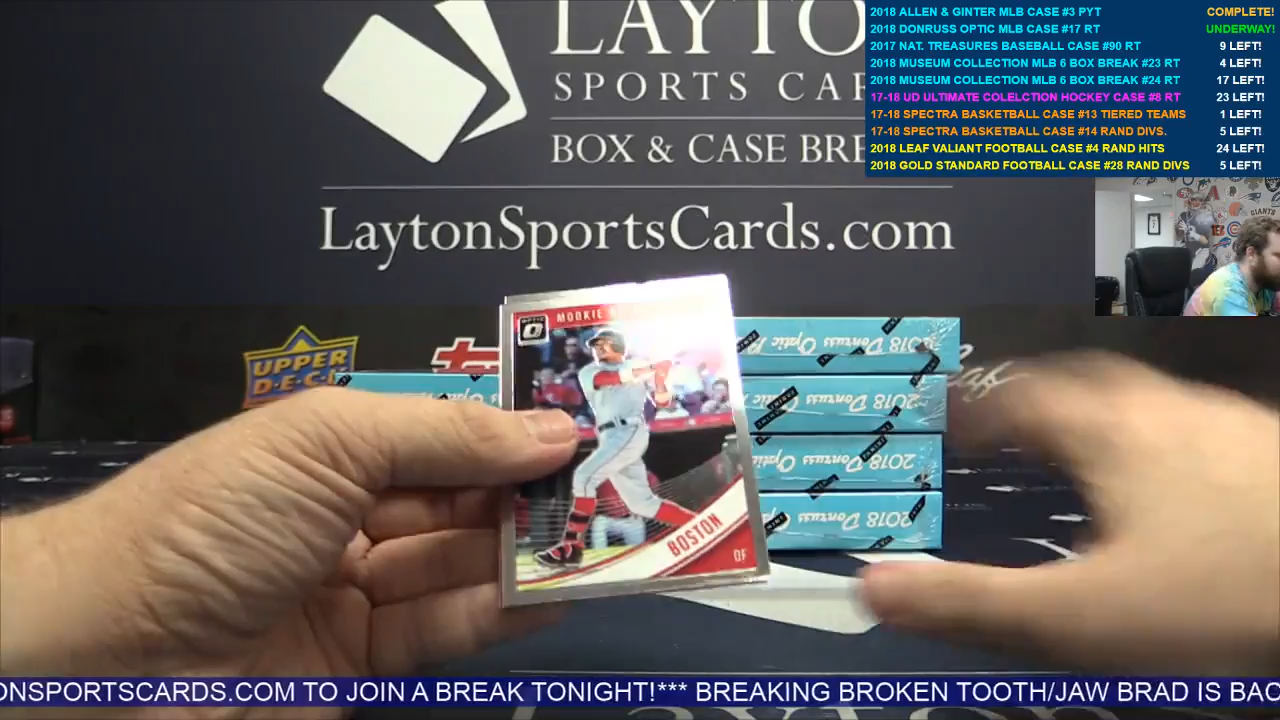 LAYTO
SPORTS CAR
BOX & CASE BRE
LaytonSportsCards.com
2018 ALLEN & GINTER MLB CASE #3 PYT COMPLETE!
2018 DONRUSS OPTIC MLB CASE #17 RT UNDERWAY!
2017 NAT. TREASURES BASEBALL CASE #90 RT 9 LEFT!
2018 MUSEUM COLLECTION MLB 6 BOX BREAK #23 RT 4 LEFT!
2018 MUSEUM COLLECTION MLB 6 BOX BREAK #24 RT 17 LEFT!
17-18 UD ULTIMATE COLELCTION HOCKEY CASE #8 RT 23 LEFT!
17-18 SPECTRA BASKETBALL CASE #13 TIERED TEAMS 1 LEFT!
17-18 SPECTRA BASKETBALL CASE #14 RAND DIVS. 5 LEFT!
2018 LEAF VALIANT FOOTBALL CASE #4 RAND HITS 24 LEFT!
2018 GOLD STANDARD FOOTBALL CASE #28 RAND DIVS 5 LEFT!
GIANTS
UPPER
DECK
Leaf
OPTIC
MOOKIE
BOSTON
OF
2018 Donruss Optic
2018 Donruss Optic
2018 Donruss Optic
2018 Donruss Optic
ONSPORTSCARDS.COM TO JOIN A BREAK TONIGHT!*** BREAKING BROKEN TOOTH/JAW BRAD IS BAC